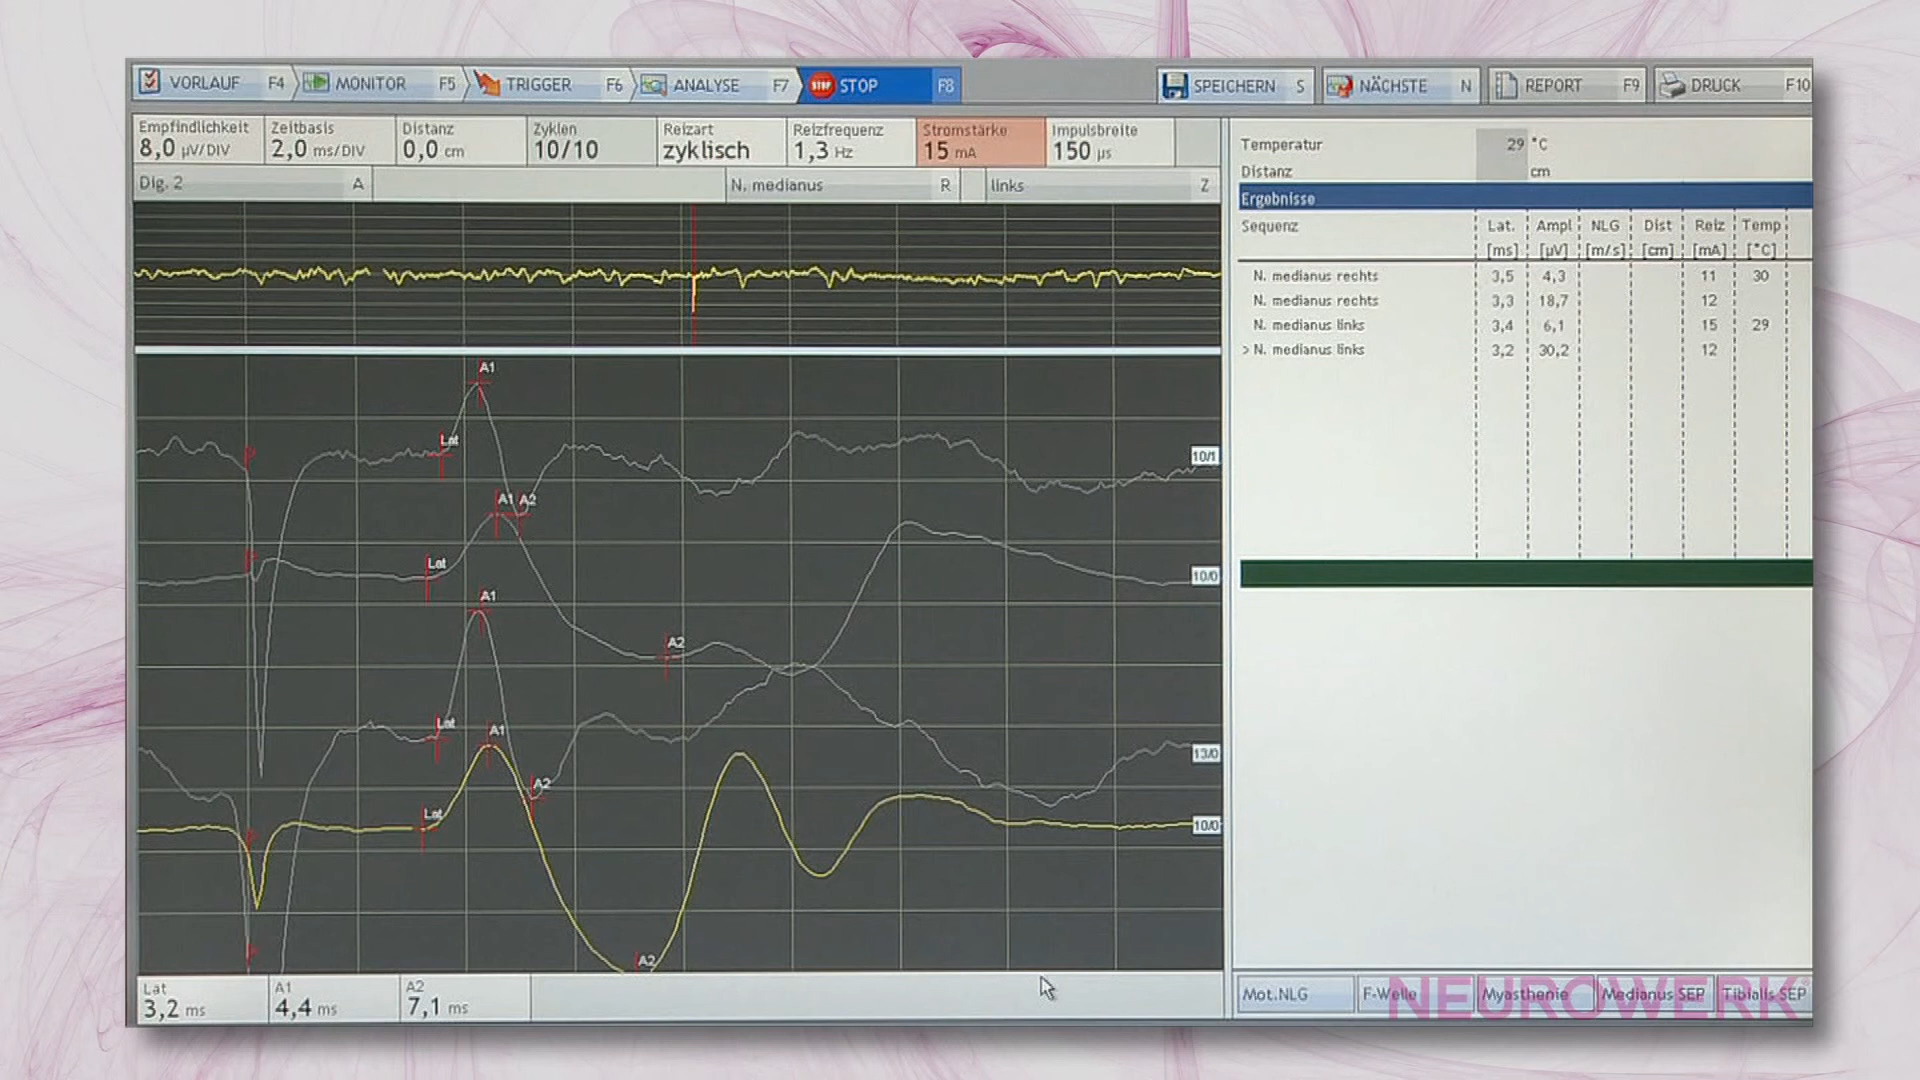 VORLAUF F4 MONITOR F5 TRIGGER F6 ANALYSE F7 STOP STOP F8 SPEICHERN S NÄCHSTE N REPORT F9 DRUCK F10
Empfindlichkeit Zeitbasis Distanz Zyklen Reizart Reizfrequenz Stromstärke Impulsbreite
8,0 µV/DIV 2,0 ms/DIV 0,0 cm 10/10 zyklisch 1,3 Hz 15 mA 150 µs
Dig. 2 A N. medianus R links Z
Temperatur 29 °C
Distanz cm
Ergebnisse
Sequenz Lat. Ampl NLG Dist Reiz Temp
[ms] [µV] [m/s] [cm] [mA] [°C]
N. medianus rechts 3,5 4,3 11 30
N. medianus rechts 3,3 18,7 12
N. medianus links 3,4 6,1 15 29
> N. medianus links 3,2 30,2 12
A1
Lat
10/1
A1 A2
Lat
10/0
A1
A2
Lat
A1
13/0
A2
Lat
10/0
A2
Lat A1 A2
3,2 ms 4,4 ms 7,1 ms
Mot.NLG F-Welle Myasthenie Medianus SEP Tibialis SEP
NEUROWERK